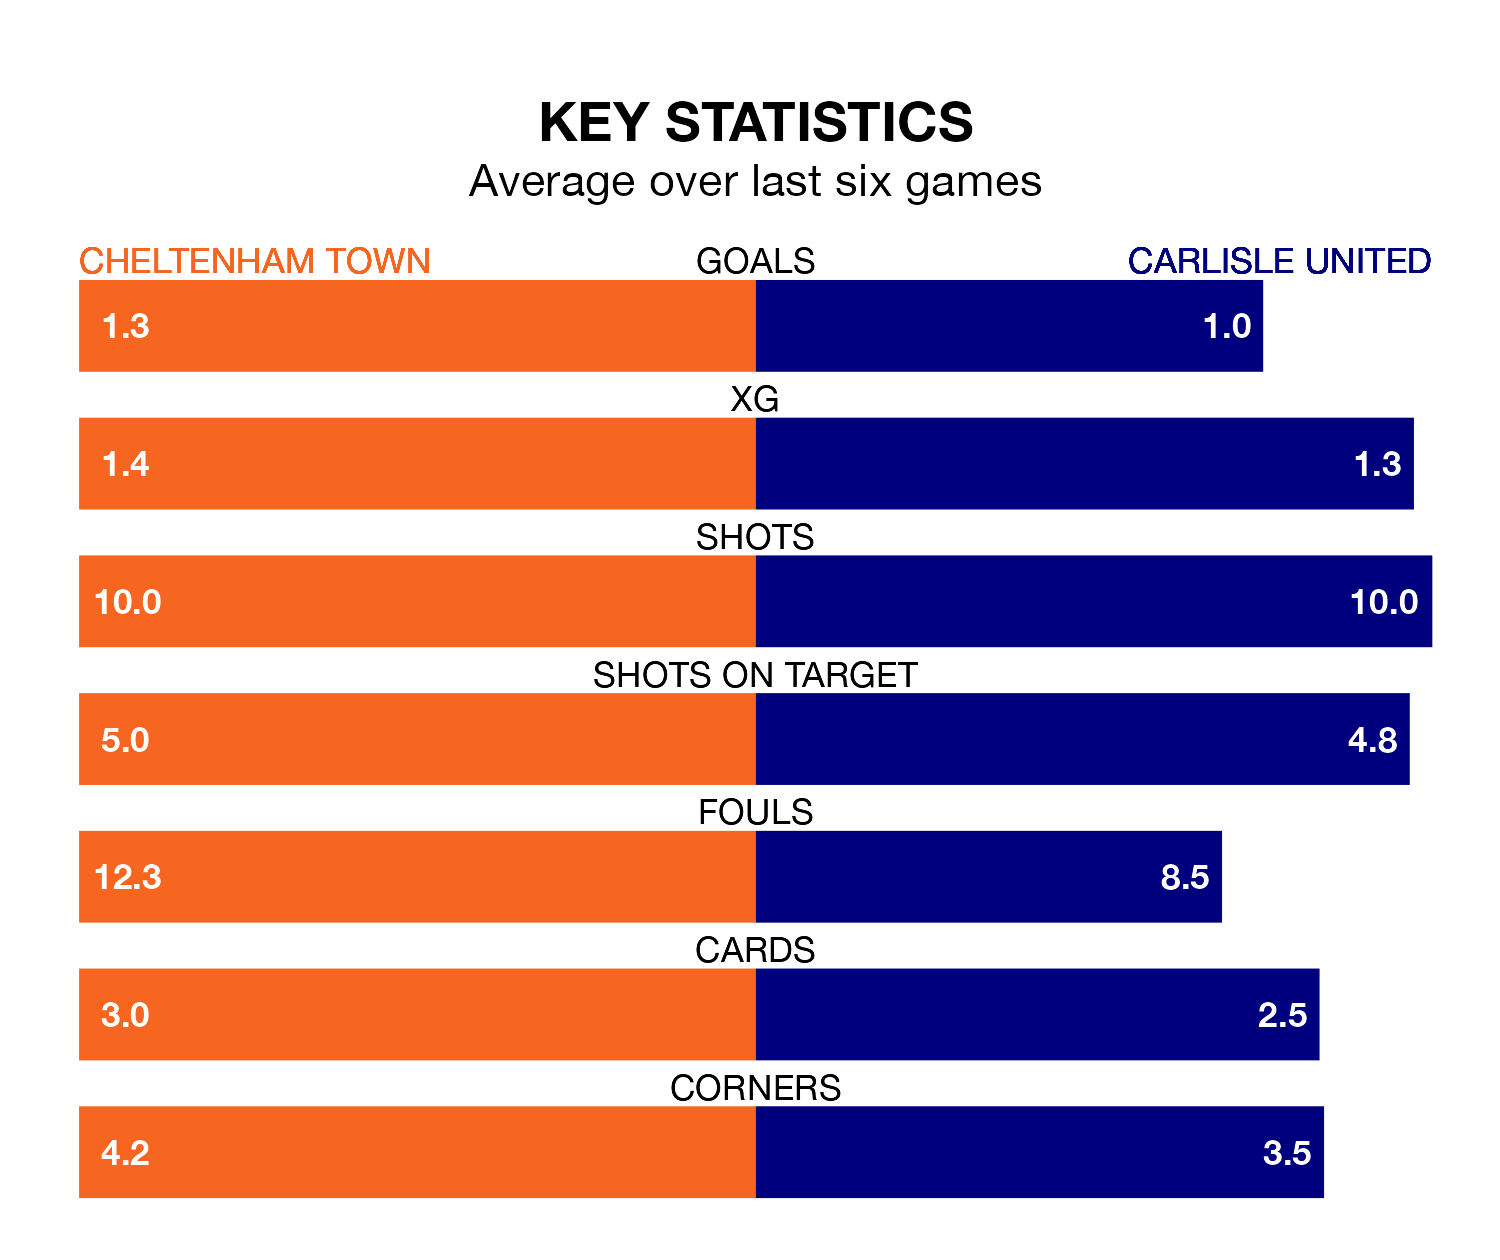 KEY STATISTICS
Average over last six games
CHELTENHAM TOWN GOALS CARLISLE UNITED
1.3 1.0
XG
1.4 1.3
SHOTS
10.0 10.0
SHOTS ON TARGET
5.0 4.8
FOULS
12.3 8.5
CARDS
3.0 2.5
CORNERS
4.2 3.5